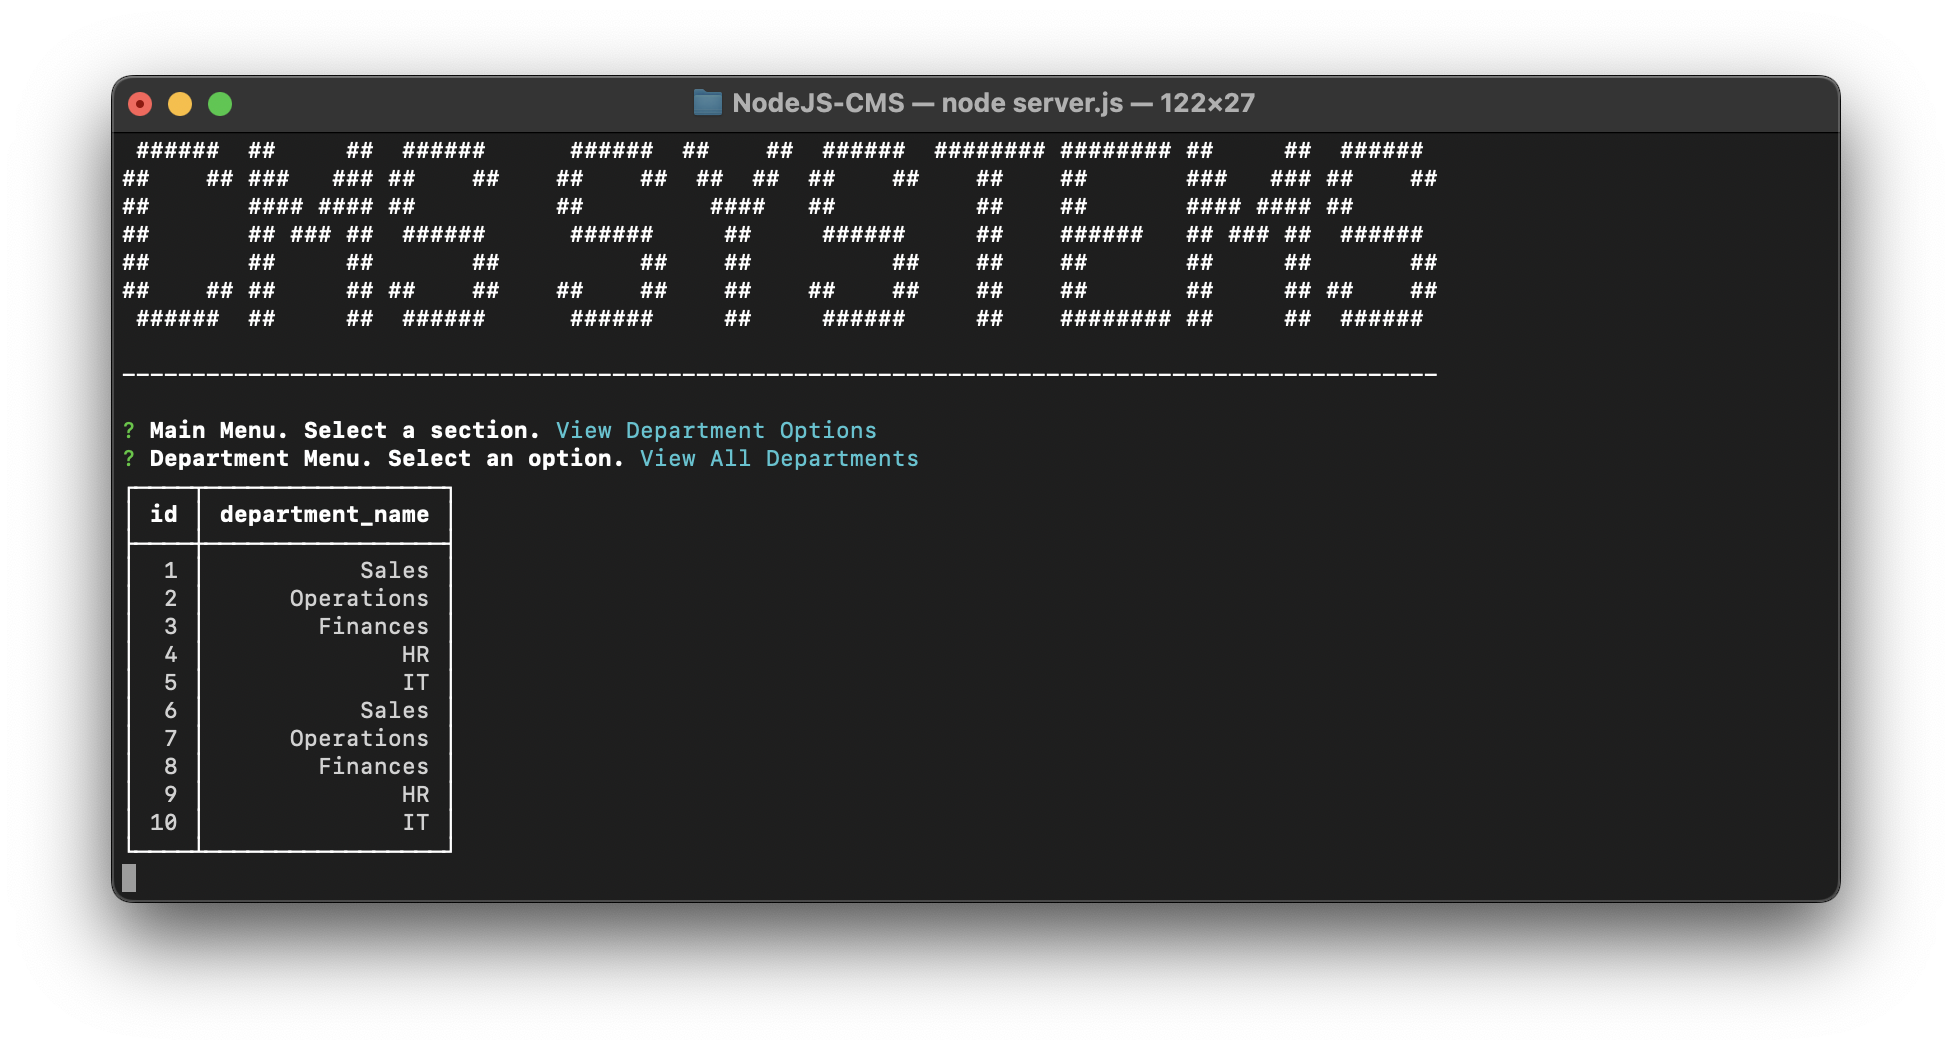 NodeJS-CMS — node server.js — 122×27
CMS SYSTEMS
? Main Menu. Select a section. View Department Options
? Department Menu. Select an option. View All Departments
id department_name
1 Sales
2 Operations
3 Finances
4 HR
5 IT
6 Sales
7 Operations
8 Finances
9 HR
10 IT